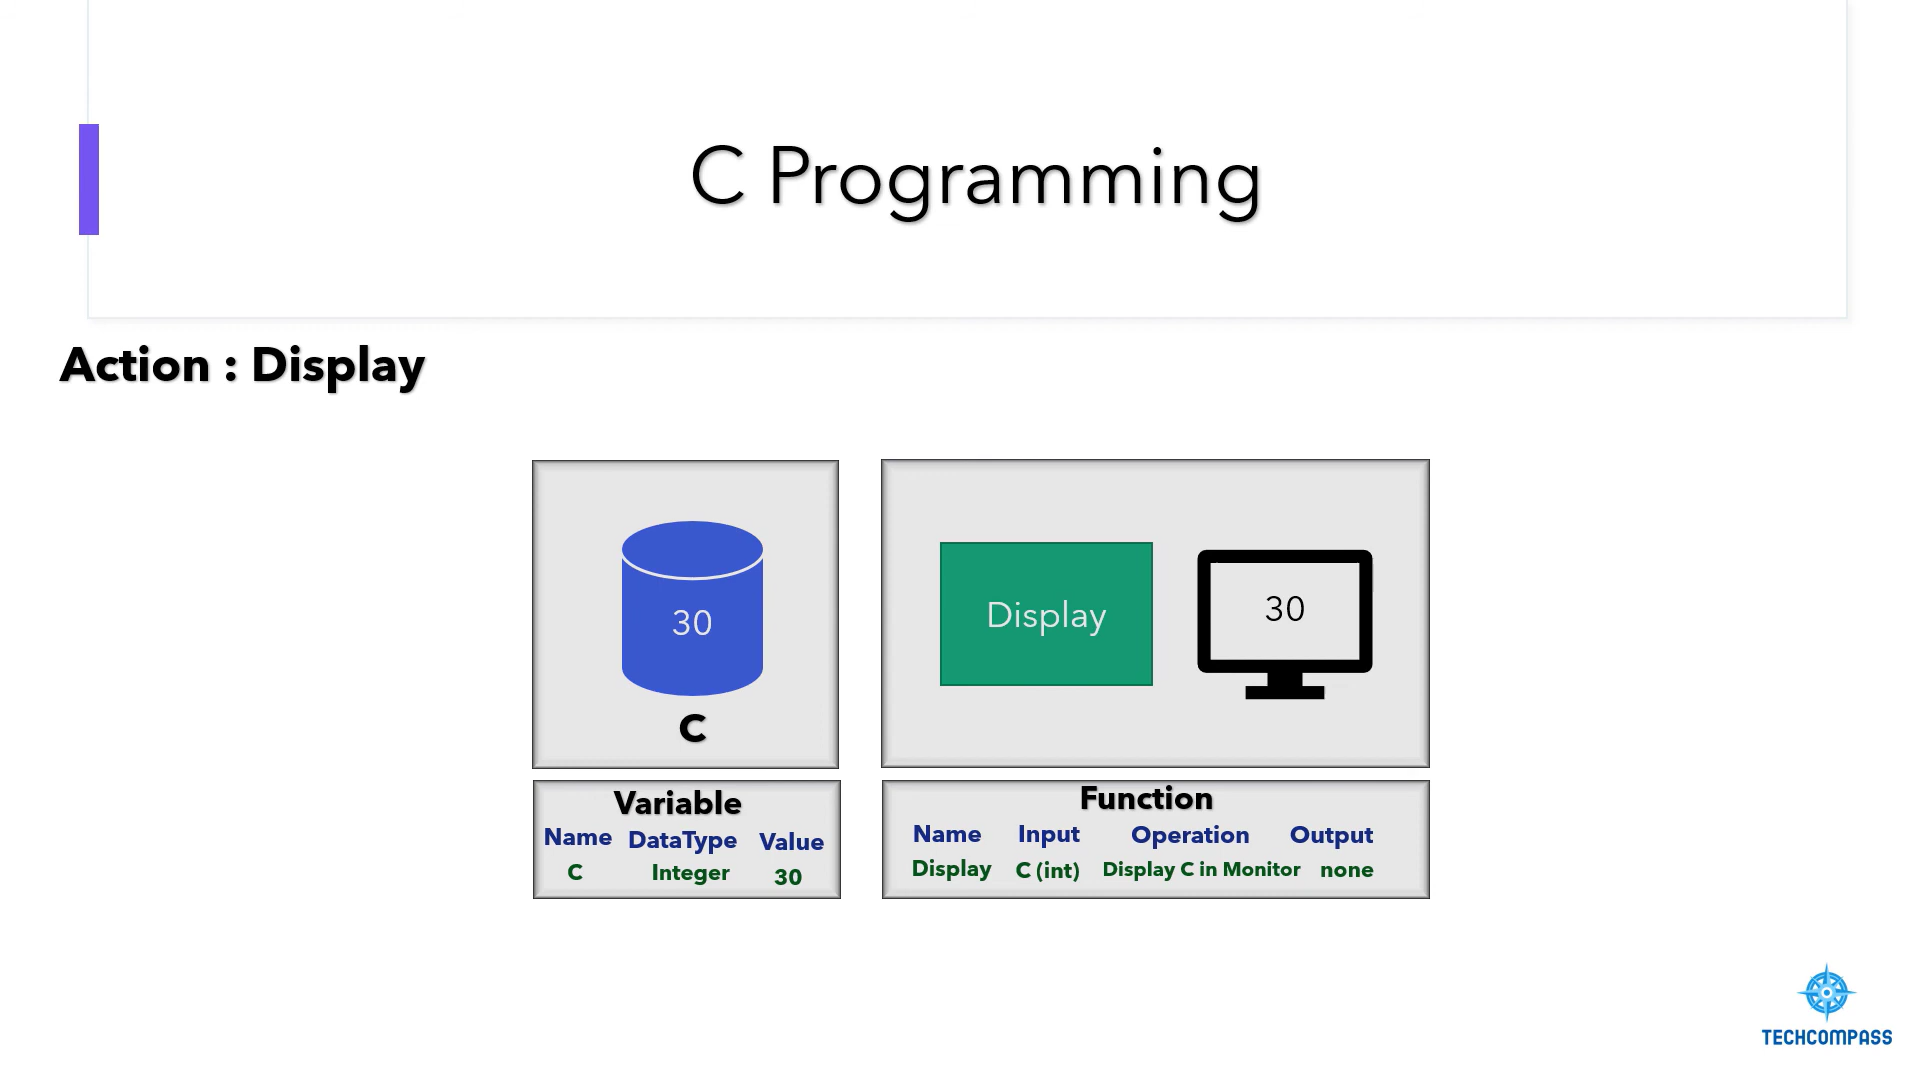 C Programming
Action : Display
30
C
Display
30
Variable
Name DataType Value
C Integer 30
Function
Name Input Operation Output
Display C (int) Display C in Monitor none
TECHCOMPASS